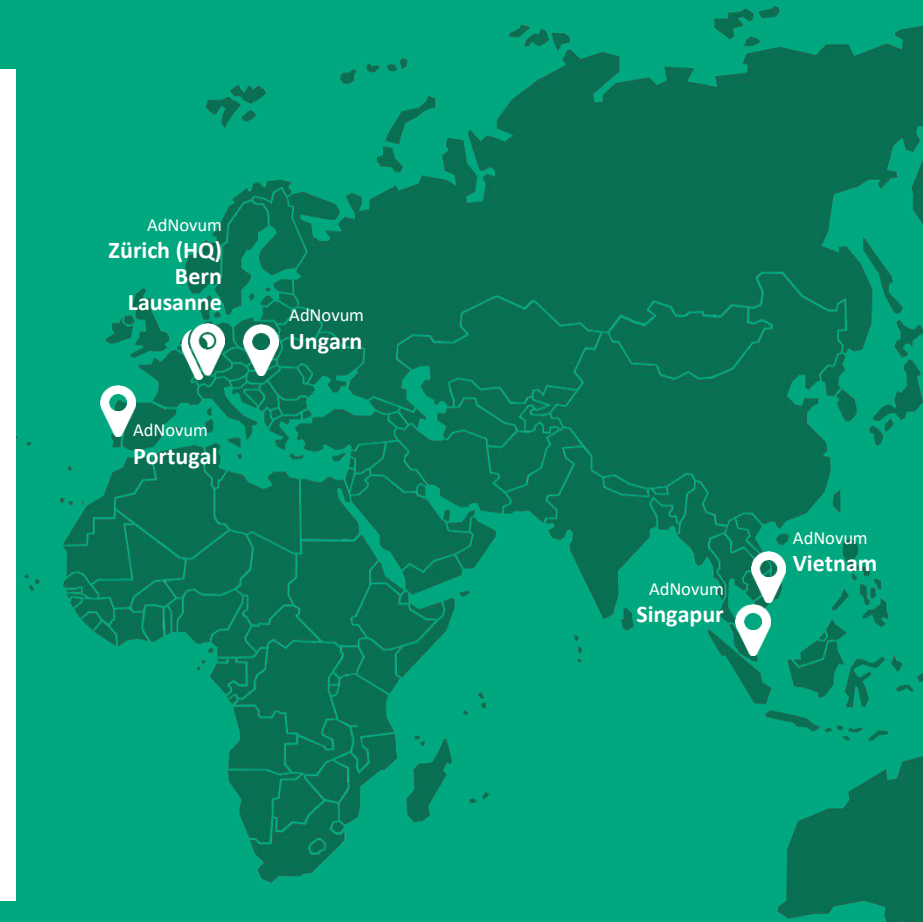 AdNovum
Zürich (HQ)
Bern
Lausanne
AdNovum
Ungarn
AdNovum
Portugal
AdNovum
Vietnam
AdNovum
Singapur